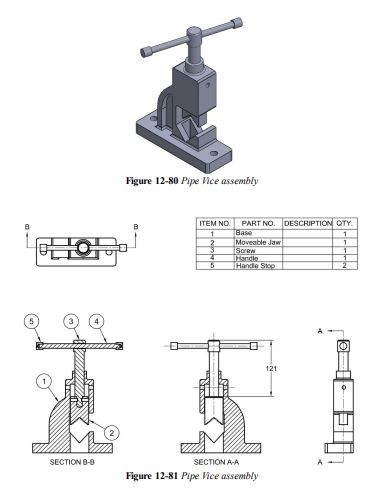 Figure 12-80 Pipe Vice assembly
B B
ITEM NO. PART NO. DESCRIPTION QTY.
1 Base 1
2 Moveable Jaw 1
3 Screw 1
4 Handle 1
5 Handle Stop 2
5 3 4
A
121
1
2
A
SECTION B-B SECTION A-A
Figure 12-81 Pipe Vice assembly